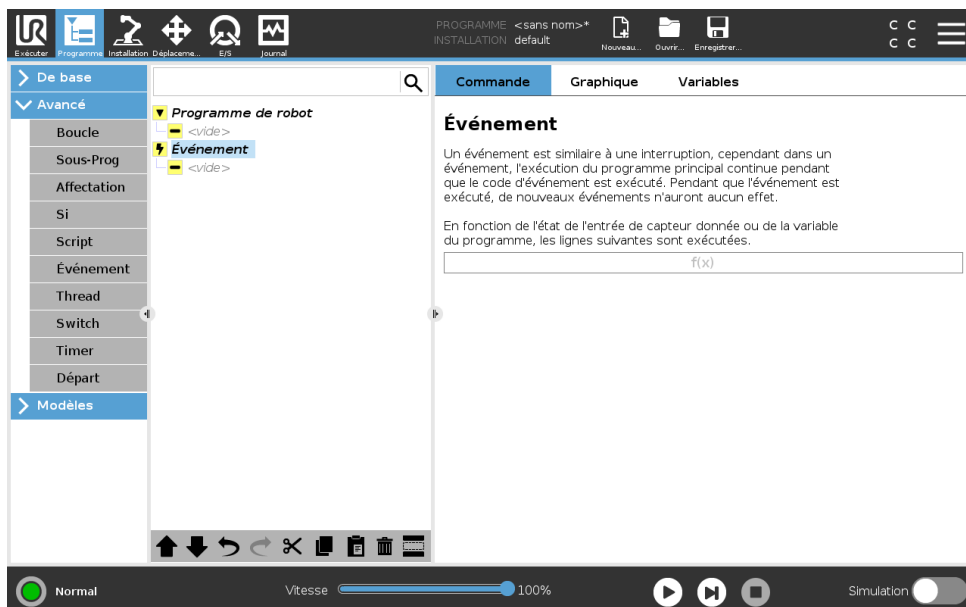 PROGRAMME <sans nom>*
INSTALLATION default
C C
C C
Exécuter
Programme
Installation
Déplaceme...
E/S
Journal
Nouveau...
Ouvrir...
Enregistrer...
De base
Avancé
Boucle
Sous-Prog
Affectation
Si
Script
Événement
Thread
Switch
Timer
Départ
Modèles
Programme de robot
<vide>
Événement
<vide>
Commande
Graphique
Variables
Événement
Un événement est similaire à une interruption, cependant dans un
événement, l'exécution du programme principal continue pendant
que le code d'événement est exécuté. Pendant que l'événement est
exécuté, de nouveaux événements n'auront aucun effet.
En fonction de l'état de l'entrée de capteur donnée ou de la variable
du programme, les lignes suivantes sont exécutées.
f(x)
Normal
Vitesse
100%
Simulation